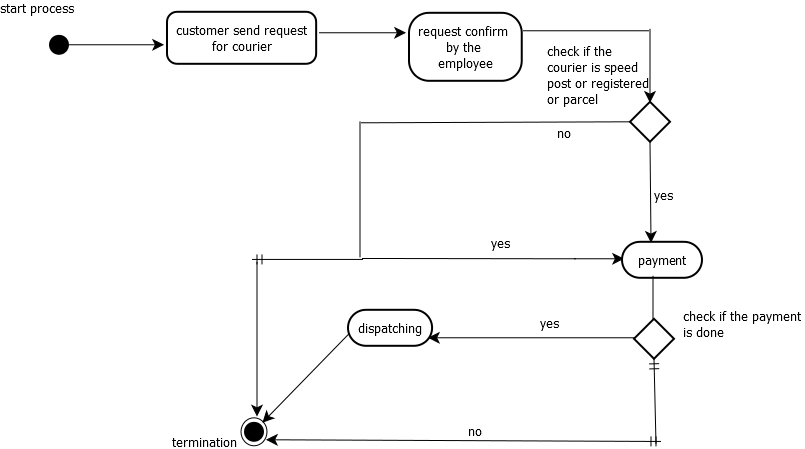 start process
customer send request
for courier
request confirm
by the
employee
check if the
courier is speed
post or registered
or parcel
no
yes
yes
payment
dispatching
yes
check if the payment
is done
termination
no